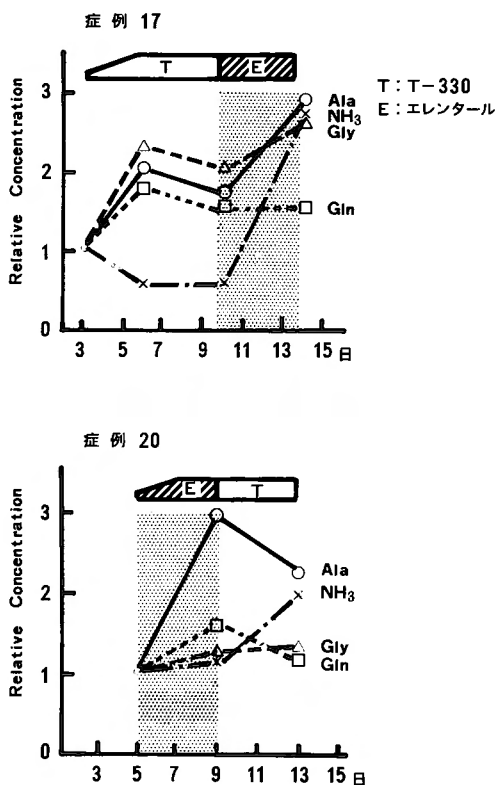 症例 17
T E
T:T-330
E:エレンタール
Relative Concentration
3
2
1
0
Ala
NH3
Gly
Gln
3 5 7 9 11 13 15 日
症例 20
E T
Relative Concentration
3
2
1
0
Ala
NH3
Gly
Gln
3 5 7 9 11 13 15 日